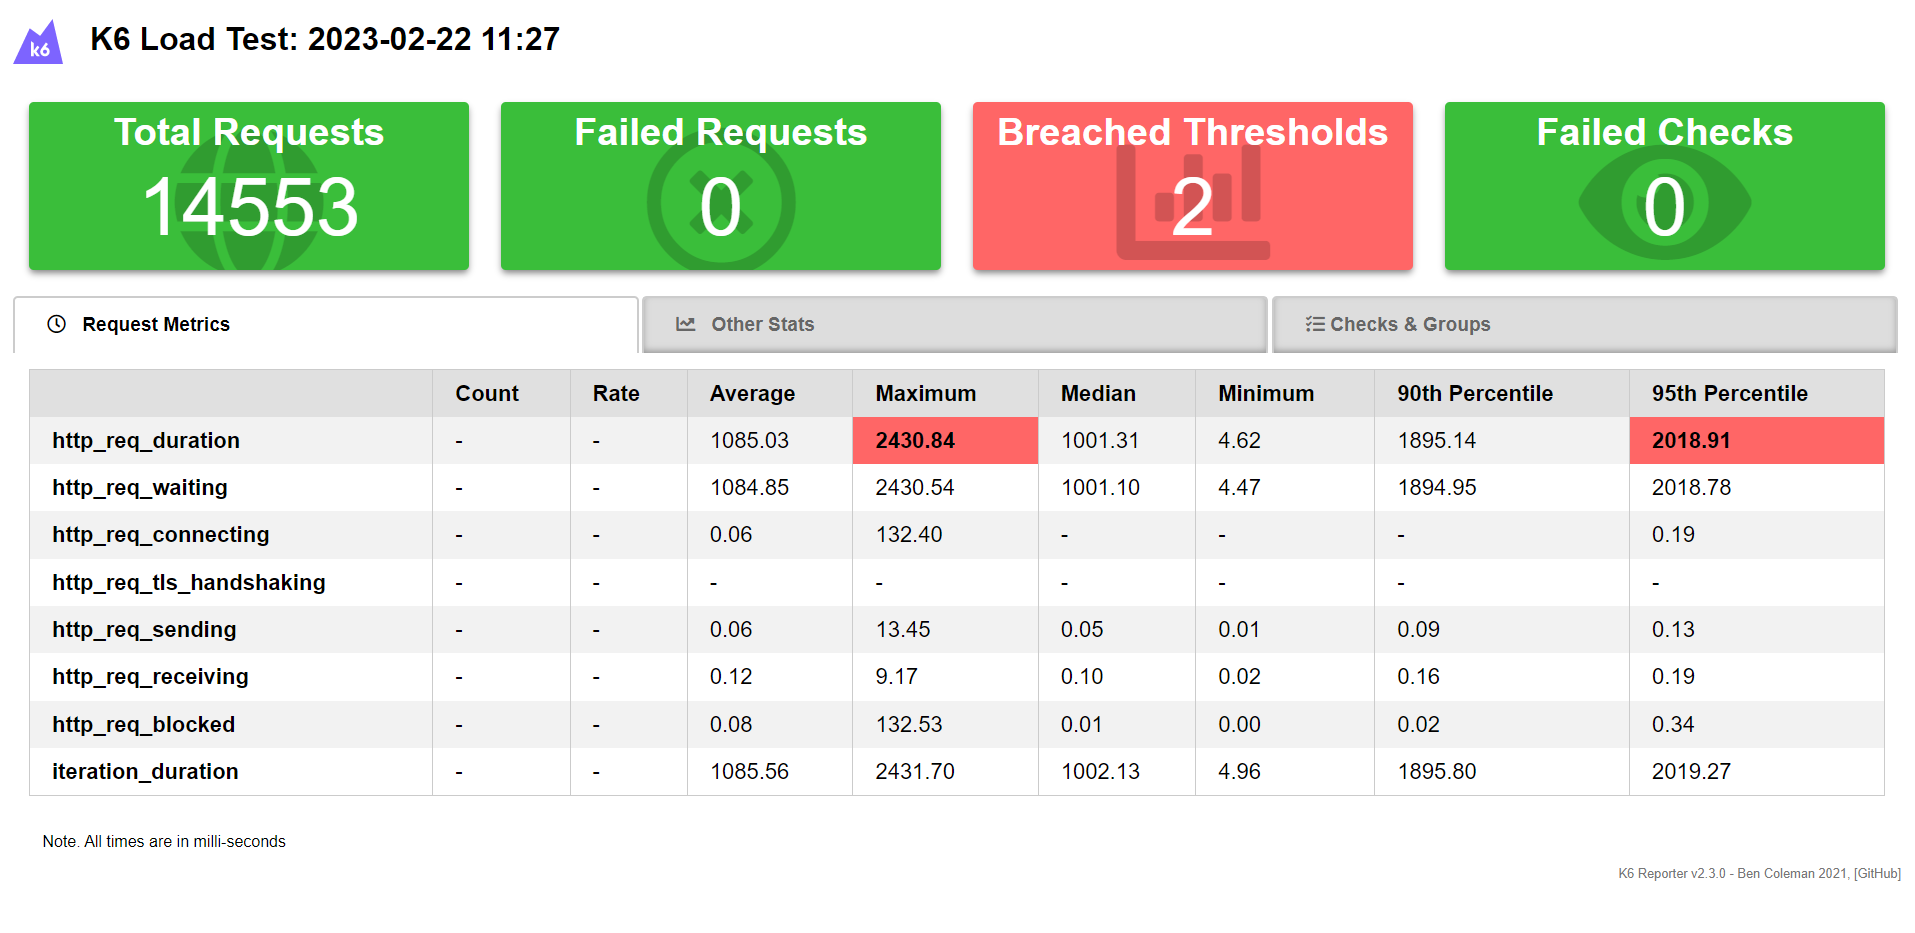 k6
K6 Load Test: 2023-02-22 11:27
Total Requests
14553
Failed Requests
0
Breached Thresholds
2
Failed Checks
0
Request Metrics
Other Stats
Checks & Groups
Count Rate Average Maximum Median Minimum 90th Percentile 95th Percentile
http_req_duration - - 1085.03 2430.84 1001.31 4.62 1895.14 2018.91
http_req_waiting - - 1084.85 2430.54 1001.10 4.47 1894.95 2018.78
http_req_connecting - - 0.06 132.40 - - - 0.19
http_req_tls_handshaking - - - - - - - -
http_req_sending - - 0.06 13.45 0.05 0.01 0.09 0.13
http_req_receiving - - 0.12 9.17 0.10 0.02 0.16 0.19
http_req_blocked - - 0.08 132.53 0.01 0.00 0.02 0.34
iteration_duration - - 1085.56 2431.70 1002.13 4.96 1895.80 2019.27
Note. All times are in milli-seconds
K6 Reporter v2.3.0 - Ben Coleman 2021, [GitHub]